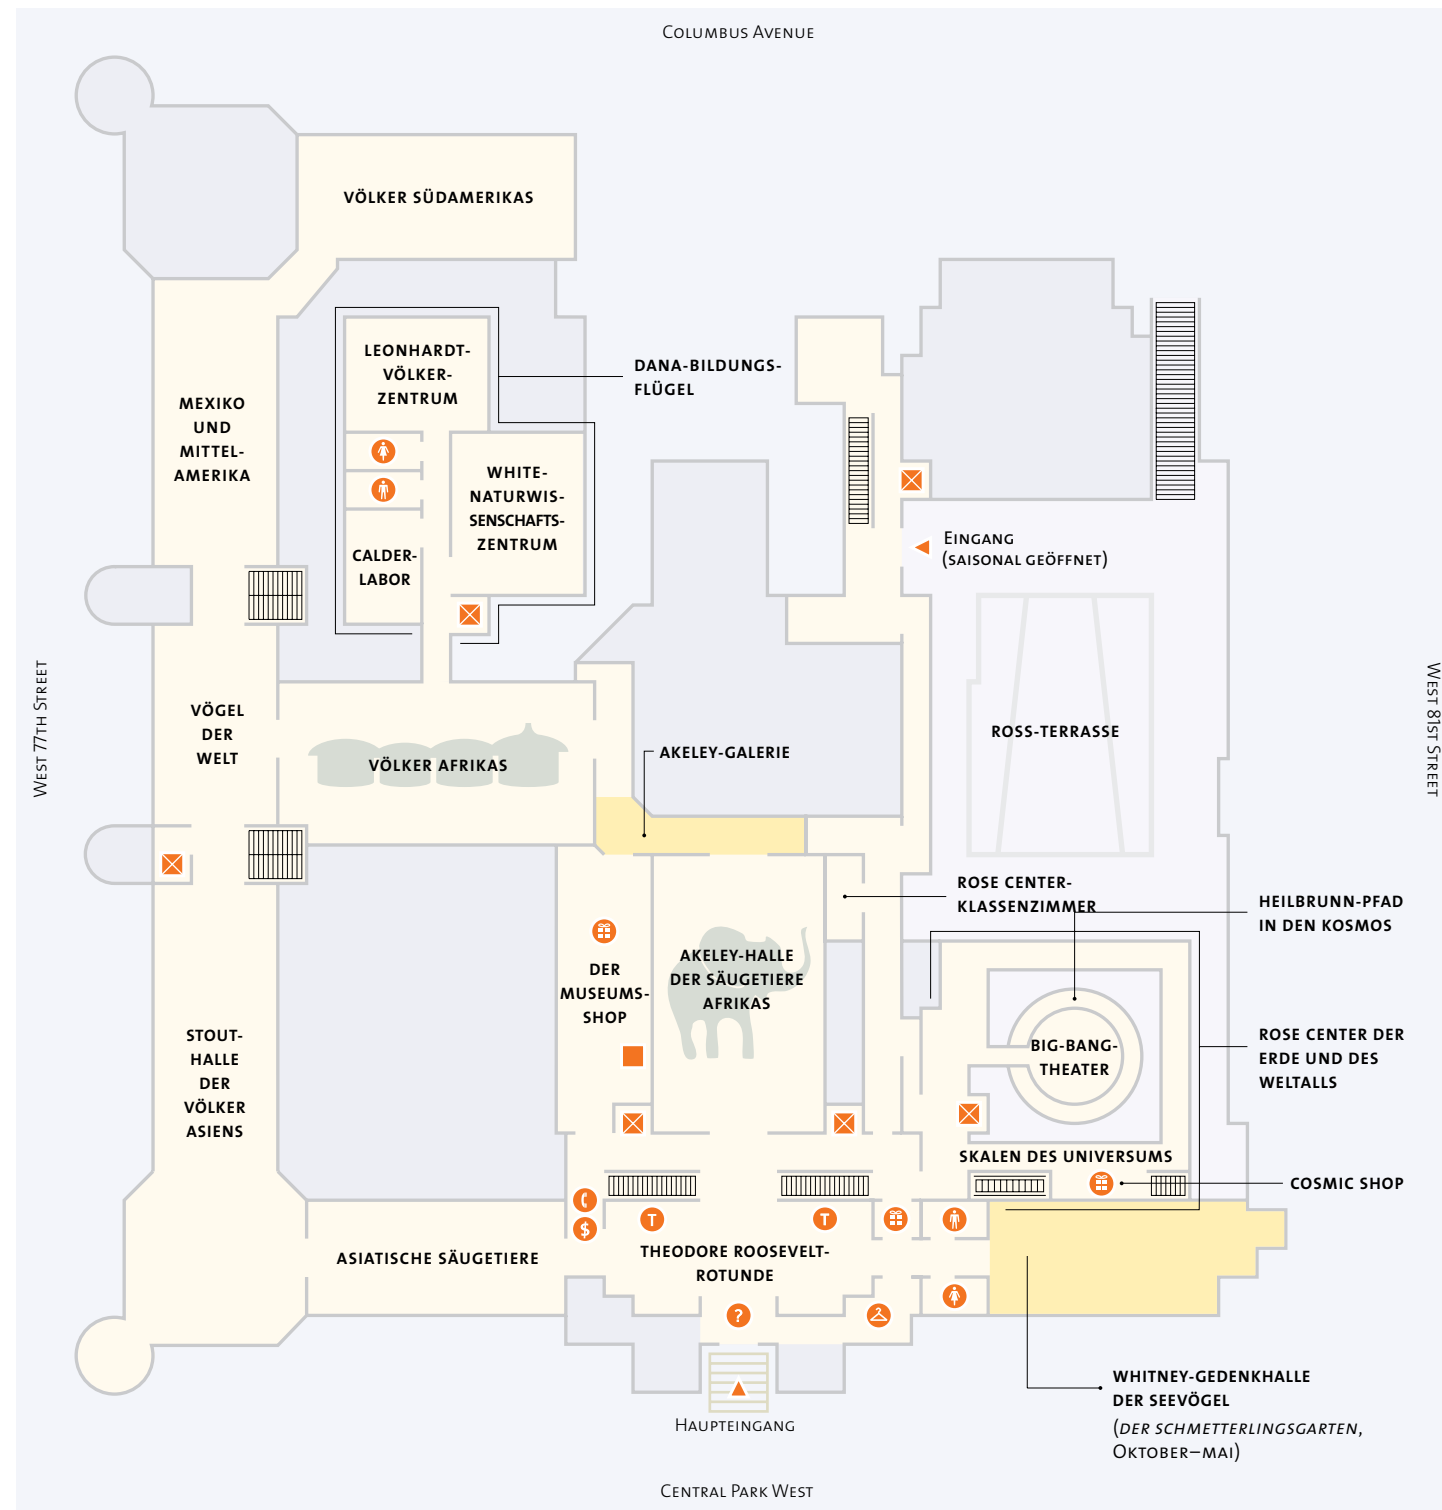 Columbus Avenue
VÖLKER SÜDAMERIKAS
LEONHARDT-
VÖLKER-
ZENTRUM
DANA-BILDUNGS-
FLÜGEL
MEXIKO
UND
MITTEL-
AMERIKA
WHITE-
NATURWIS-
SENSCHAFTS-
ZENTRUM
CALDER-
LABOR
Eingang
(saisonal geöffnet)
West 77th Street
West 81st Street
VÖGEL
DER
WELT
VÖLKER AFRIKAS
AKELEY-GALERIE
ROSS-TERRASSE
ROSE CENTER-
KLASSENZIMMER
HEILBRUNN-PFAD
IN DEN KOSMOS
DER
MUSEUMS-
SHOP
AKELEY-HALLE
DER SÄUGETIERE
AFRIKAS
STOUT-
HALLE
DER
VÖLKER
ASIENS
BIG-BANG-
THEATER
ROSE CENTER DER
ERDE UND DES
WELTALLS
SKALEN DES UNIVERSUMS
COSMIC SHOP
$
T
T
ASIATISCHE SÄUGETIERE
THEODORE ROOSEVELT-
ROTUNDE
?
Haupteingang
WHITNEY-GEDENKHALLE
DER SEEVÖGEL
(DER SCHMETTERLINGSGARTEN,
Oktober–mai)
Central Park West